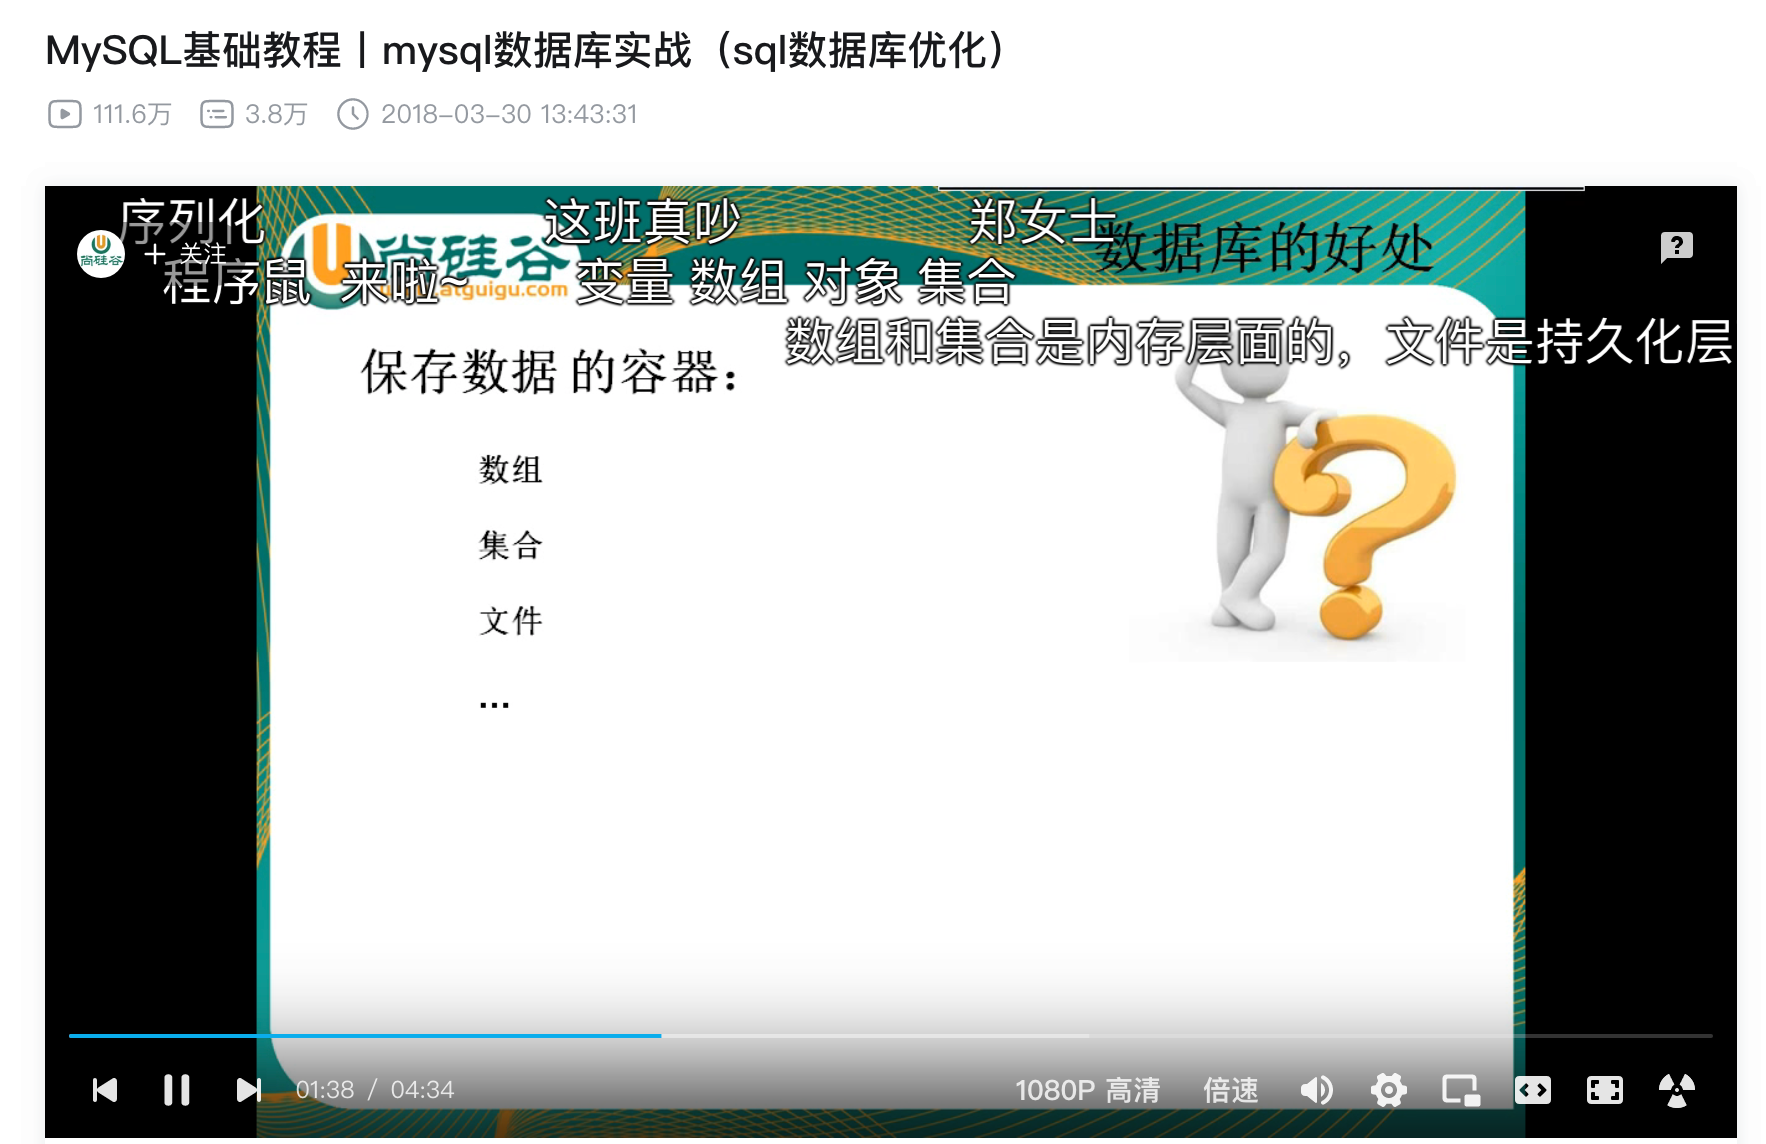 MySQL基础教程丨mysql数据库实战（sql数据库优化）
111.6万 3.8万 2018-03-30 13:43:31
序列化 这班真吵 郑女士
数据库的好处
尚硅谷 + 关注 尚硅谷
程序鼠 来啦~ 变量 数组 对象 集合
atguigu.com
数组和集合是内存层面的，文件是持久化层
保存数据的容器：
数组
集合
文件
...
01:38 / 04:34 1080P 高清 倍速